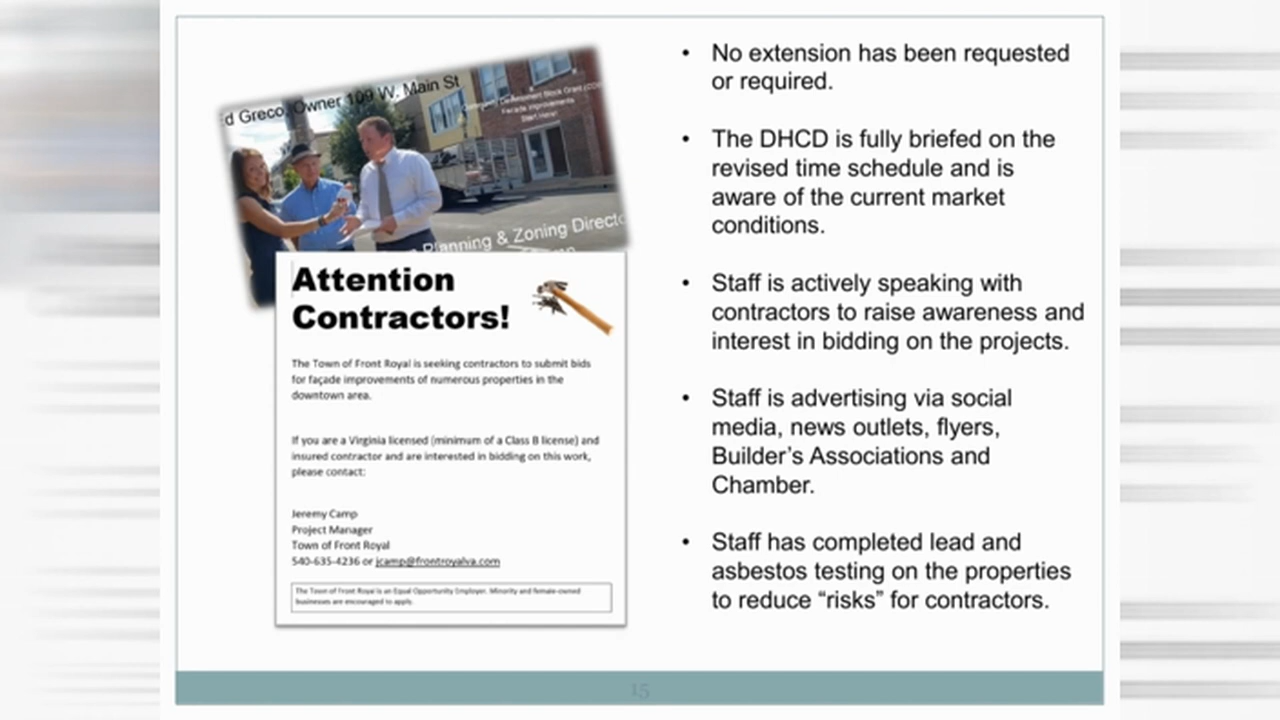 d Greco, Owner 109 W. Main St
Façade Improvements
Start Here!
Planning & Zoning Directo
Attention
Contractors!
The Town of Front Royal is seeking contractors to submit bids
for façade improvements of numerous properties in the
downtown area.
If you are a Virginia licensed (minimum of a Class B license) and
insured contractor and are interested in bidding on this work,
please contact:
Jeremy Camp
Project Manager
Town of Front Royal
540-635-4236 or jcamp@frontroyalva.com
The Town of Front Royal is an Equal Opportunity Employer. Minority and female-owned
businesses are encouraged to apply.
• No extension has been requested
or required.
• The DHCD is fully briefed on the
revised time schedule and is
aware of the current market
conditions.
• Staff is actively speaking with
contractors to raise awareness and
interest in bidding on the projects.
• Staff is advertising via social
media, news outlets, flyers,
Builder’s Associations and
Chamber.
• Staff has completed lead and
asbestos testing on the properties
to reduce “risks” for contractors.
15